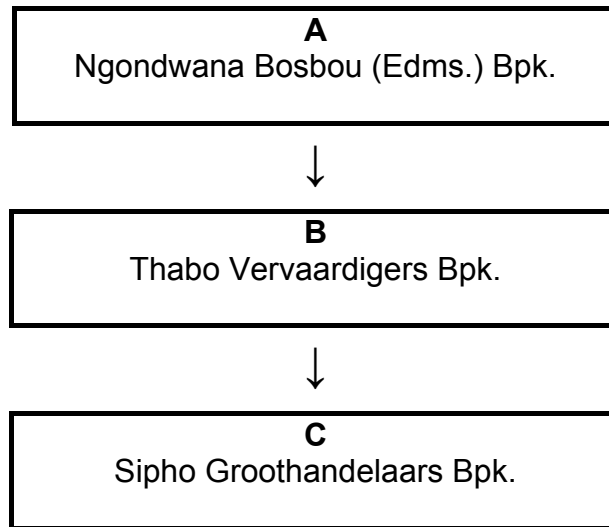 A
Ngondwana Bosbou (Edms.) Bpk.
↓
B
Thabo Vervaardigers Bpk.
↓
C
Sipho Groothandelaars Bpk.